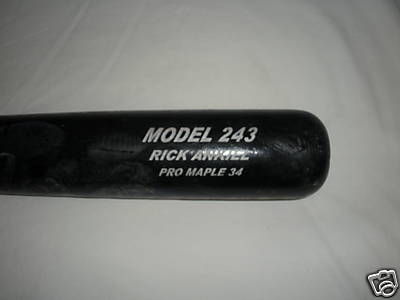 MODEL 243
RICK ANKIEL
PRO MAPLE 34